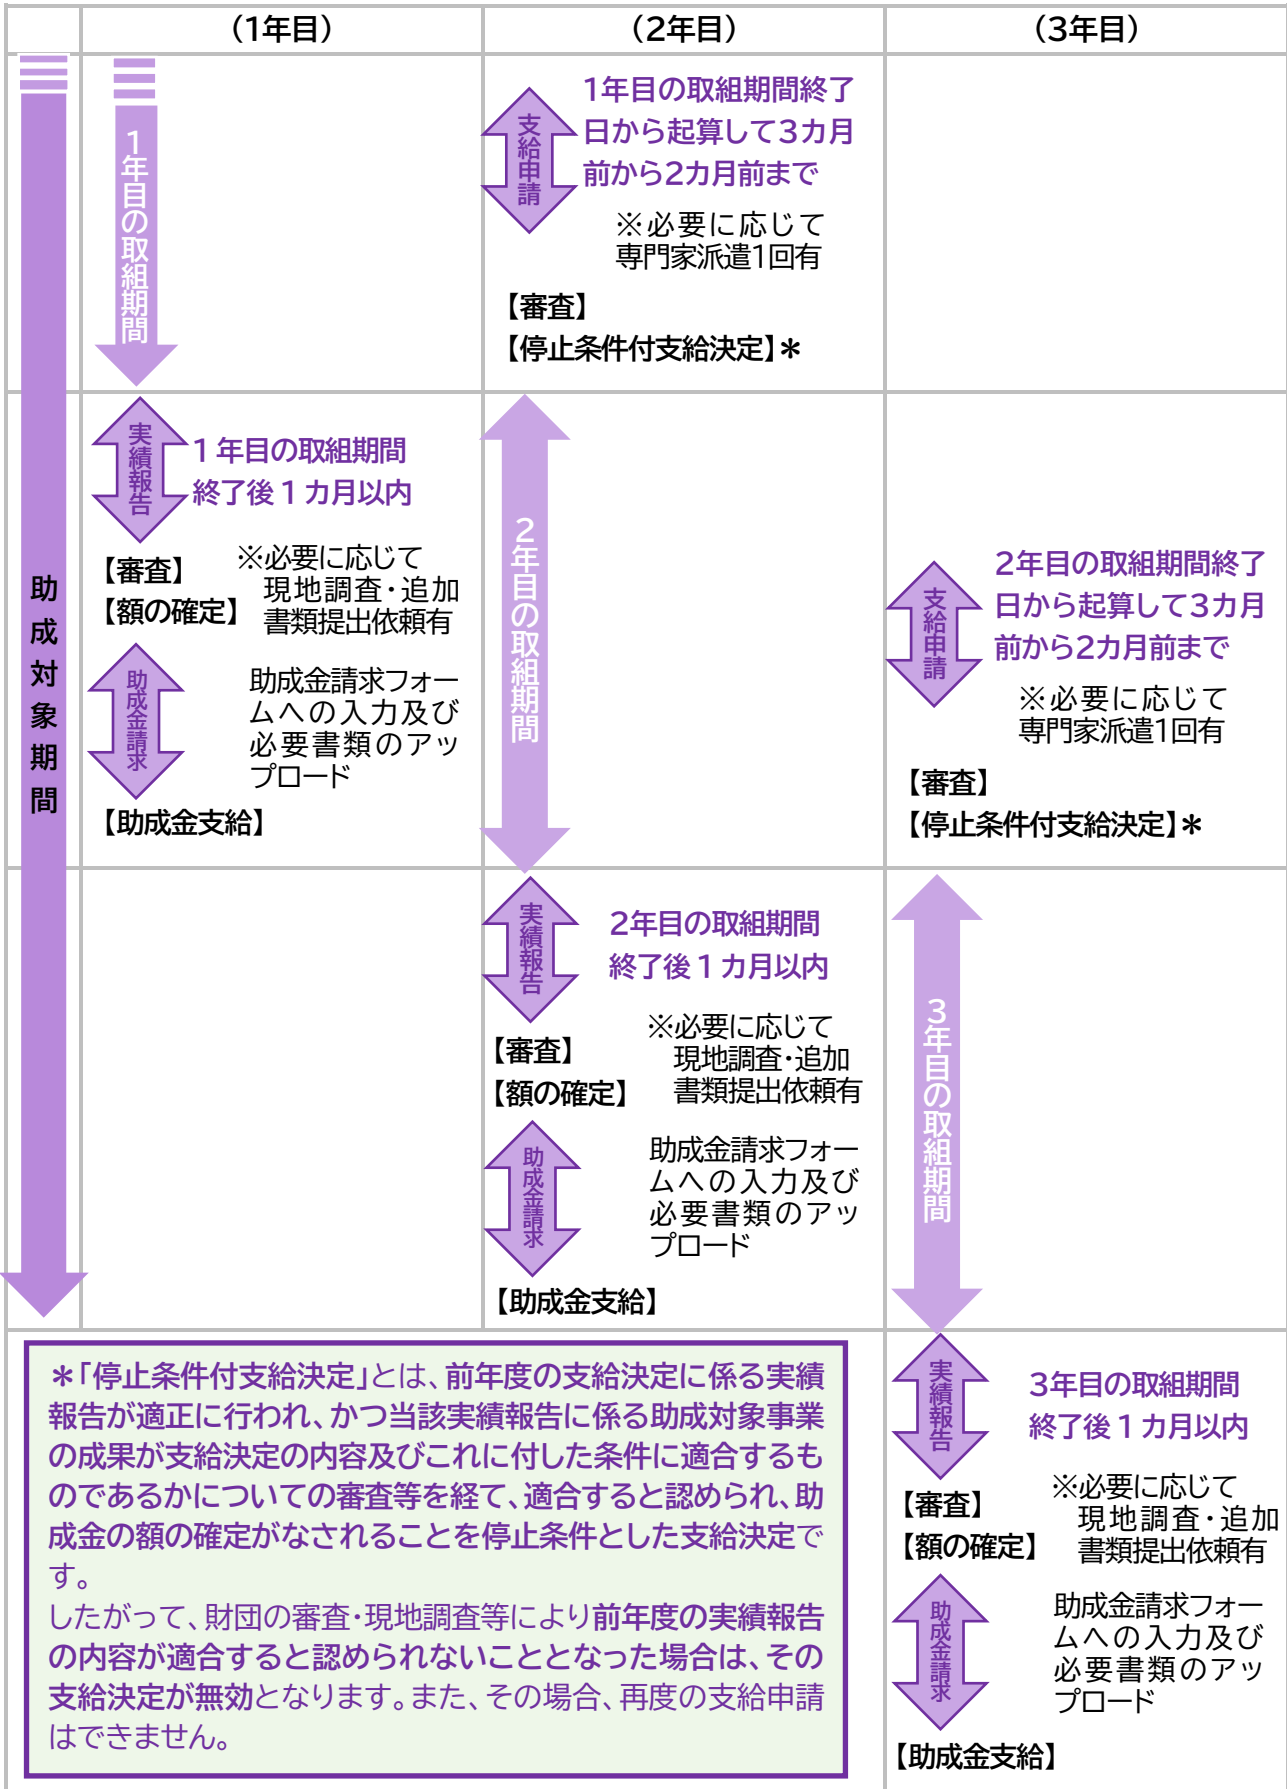 (1年目)
(2年目)
(3年目)
助成対象期間
1年目の取組期間
支給申請
1年目の取組期間終了
日から起算して3カ月
前から2カ月前まで
※必要に応じて
専門家派遣1回有
【審査】
【停止条件付支給決定】＊
実績報告
１年目の取組期間
終了後１カ月以内
【審査】
【額の確定】
※必要に応じて
現地調査・追加
書類提出依頼有
助成金請求
助成金請求フォー
ムへの入力及び
必要書類のアッ
プロード
【助成金支給】
2年目の取組期間
支給申請
2年目の取組期間終了
日から起算して3カ月
前から2カ月前まで
※必要に応じて
専門家派遣1回有
【審査】
【停止条件付支給決定】＊
実績報告
2年目の取組期間
終了後１カ月以内
【審査】
【額の確定】
※必要に応じて
現地調査・追加
書類提出依頼有
助成金請求
助成金請求フォー
ムへの入力及び
必要書類のアッ
プロード
【助成金支給】
3年目の取組期間
実績報告
3年目の取組期間
終了後１カ月以内
【審査】
【額の確定】
※必要に応じて
現地調査・追加
書類提出依頼有
助成金請求
助成金請求フォー
ムへの入力及び
必要書類のアッ
プロード
【助成金支給】
＊「停止条件付支給決定」とは、前年度の支給決定に係る実績
報告が適正に行われ、かつ当該実績報告に係る助成対象事業
の成果が支給決定の内容及びこれに付した条件に適合するも
のであるかについての審査等を経て、適合すると認められ、助
成金の額の確定がなされることを停止条件とした支給決定で
す。
したがって、財団の審査・現地調査等により前年度の実績報告
の内容が適合すると認められないこととなった場合は、その
支給決定が無効となります。また、その場合、再度の支給申請
はできません。